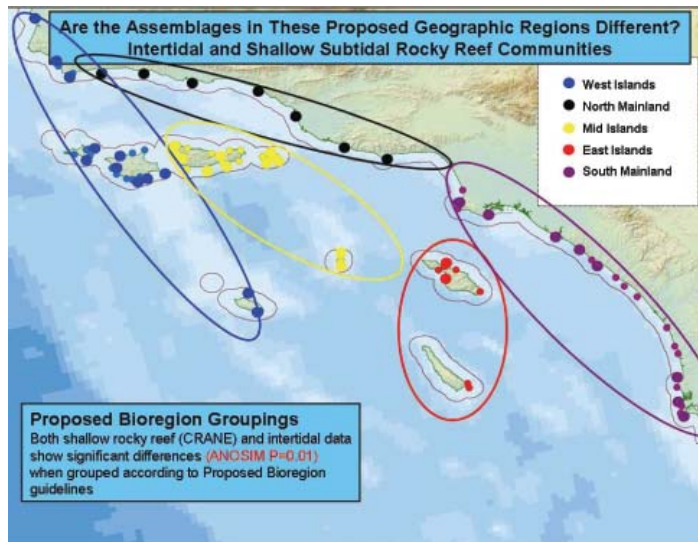 Are the Assemblages in These Proposed Geographic Regions Different?
Intertidal and Shallow Subtidal Rocky Reef Communities
West Islands
North Mainland
Mid Islands
East Islands
South Mainland
Proposed Bioregion Groupings
Both shallow rocky reef (CRANE) and intertidal data
show significant differences (ANOSIM P=0.01)
when grouped according to Proposed Bioregion
guidelines